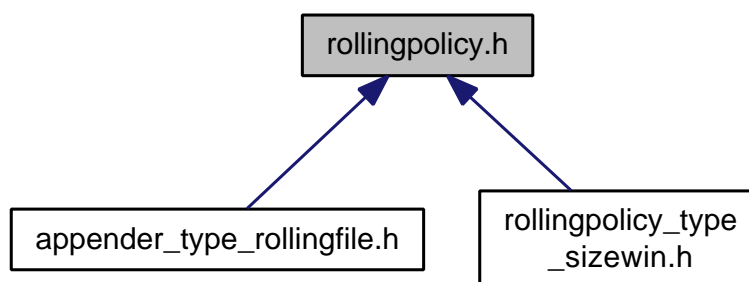 rollingpolicy.h
appender_type_rollingfile.h
rollingpolicy_type
_sizewin.h